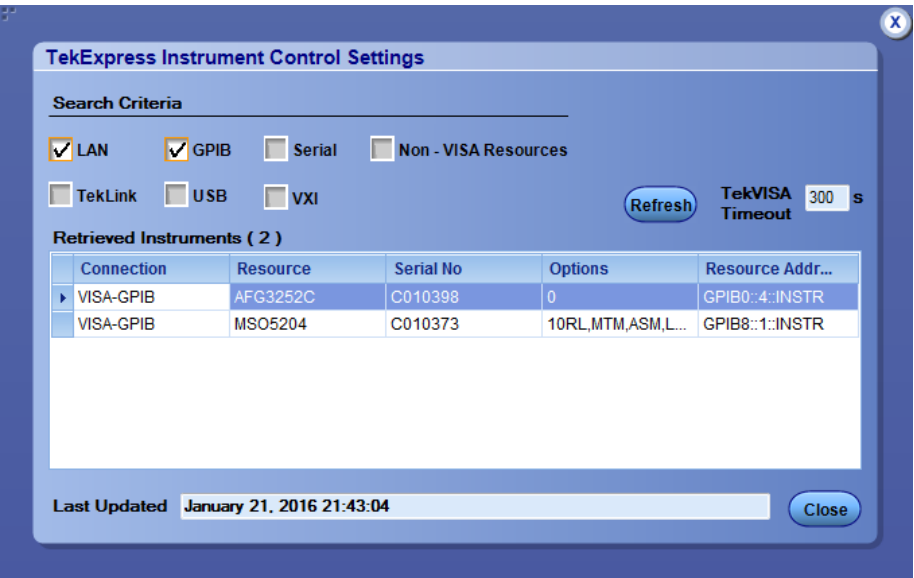 X
TekExpress Instrument Control Settings
Search Criteria
LAN GPIB Serial Non - VISA Resources
TekLink USB VXI Refresh TekVISA Timeout 300 s
Retrieved Instruments ( 2 )
Connection Resource Serial No Options Resource Addr...
VISA-GPIB AFG3252C C010398 0 GPIB0::4::INSTR
VISA-GPIB MSO5204 C010373 10RL,MTM,ASM,L... GPIB8::1::INSTR
Last Updated January 21, 2016 21:43:04 Close